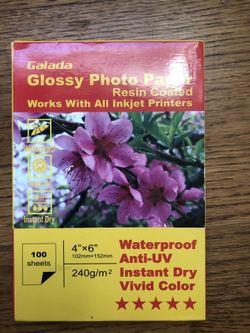 Galada
Glossy Photo Paper
Resin Coated
Works With All Inkjet Printers
Instant Dry
100
sheets
4"×6"
102mm×152mm
240g/m²
Waterproof
Anti-UV
Instant Dry
Vivid Color